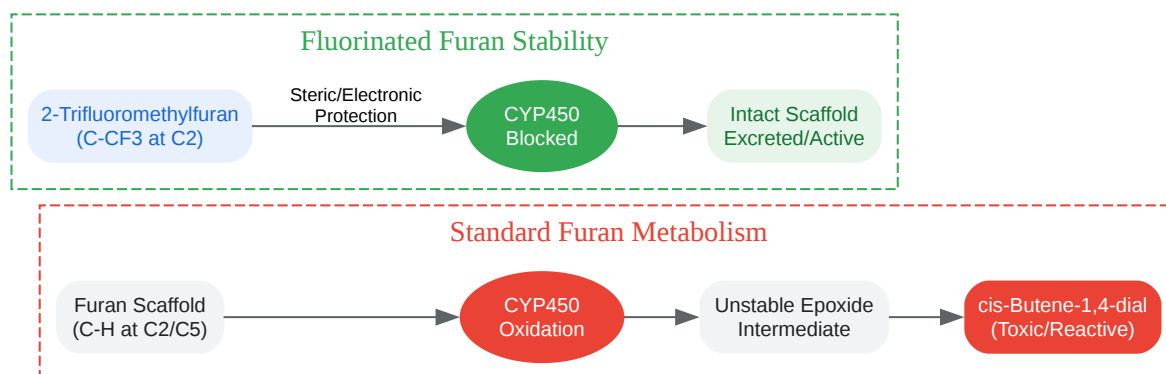 Fluorinated Furan Stability
2-Trifluoromethylfuran
(C-CF3 at C2)
Steric/Electronic
Protection
CYP450
Blocked
Intact Scaffold
Excreted/Active
Standard Furan Metabolism
Furan Scaffold
(C-H at C2/C5)
CYP450
Oxidation
Unstable Epoxide
Intermediate
cis-Butene-1,4-dial
(Toxic/Reactive)